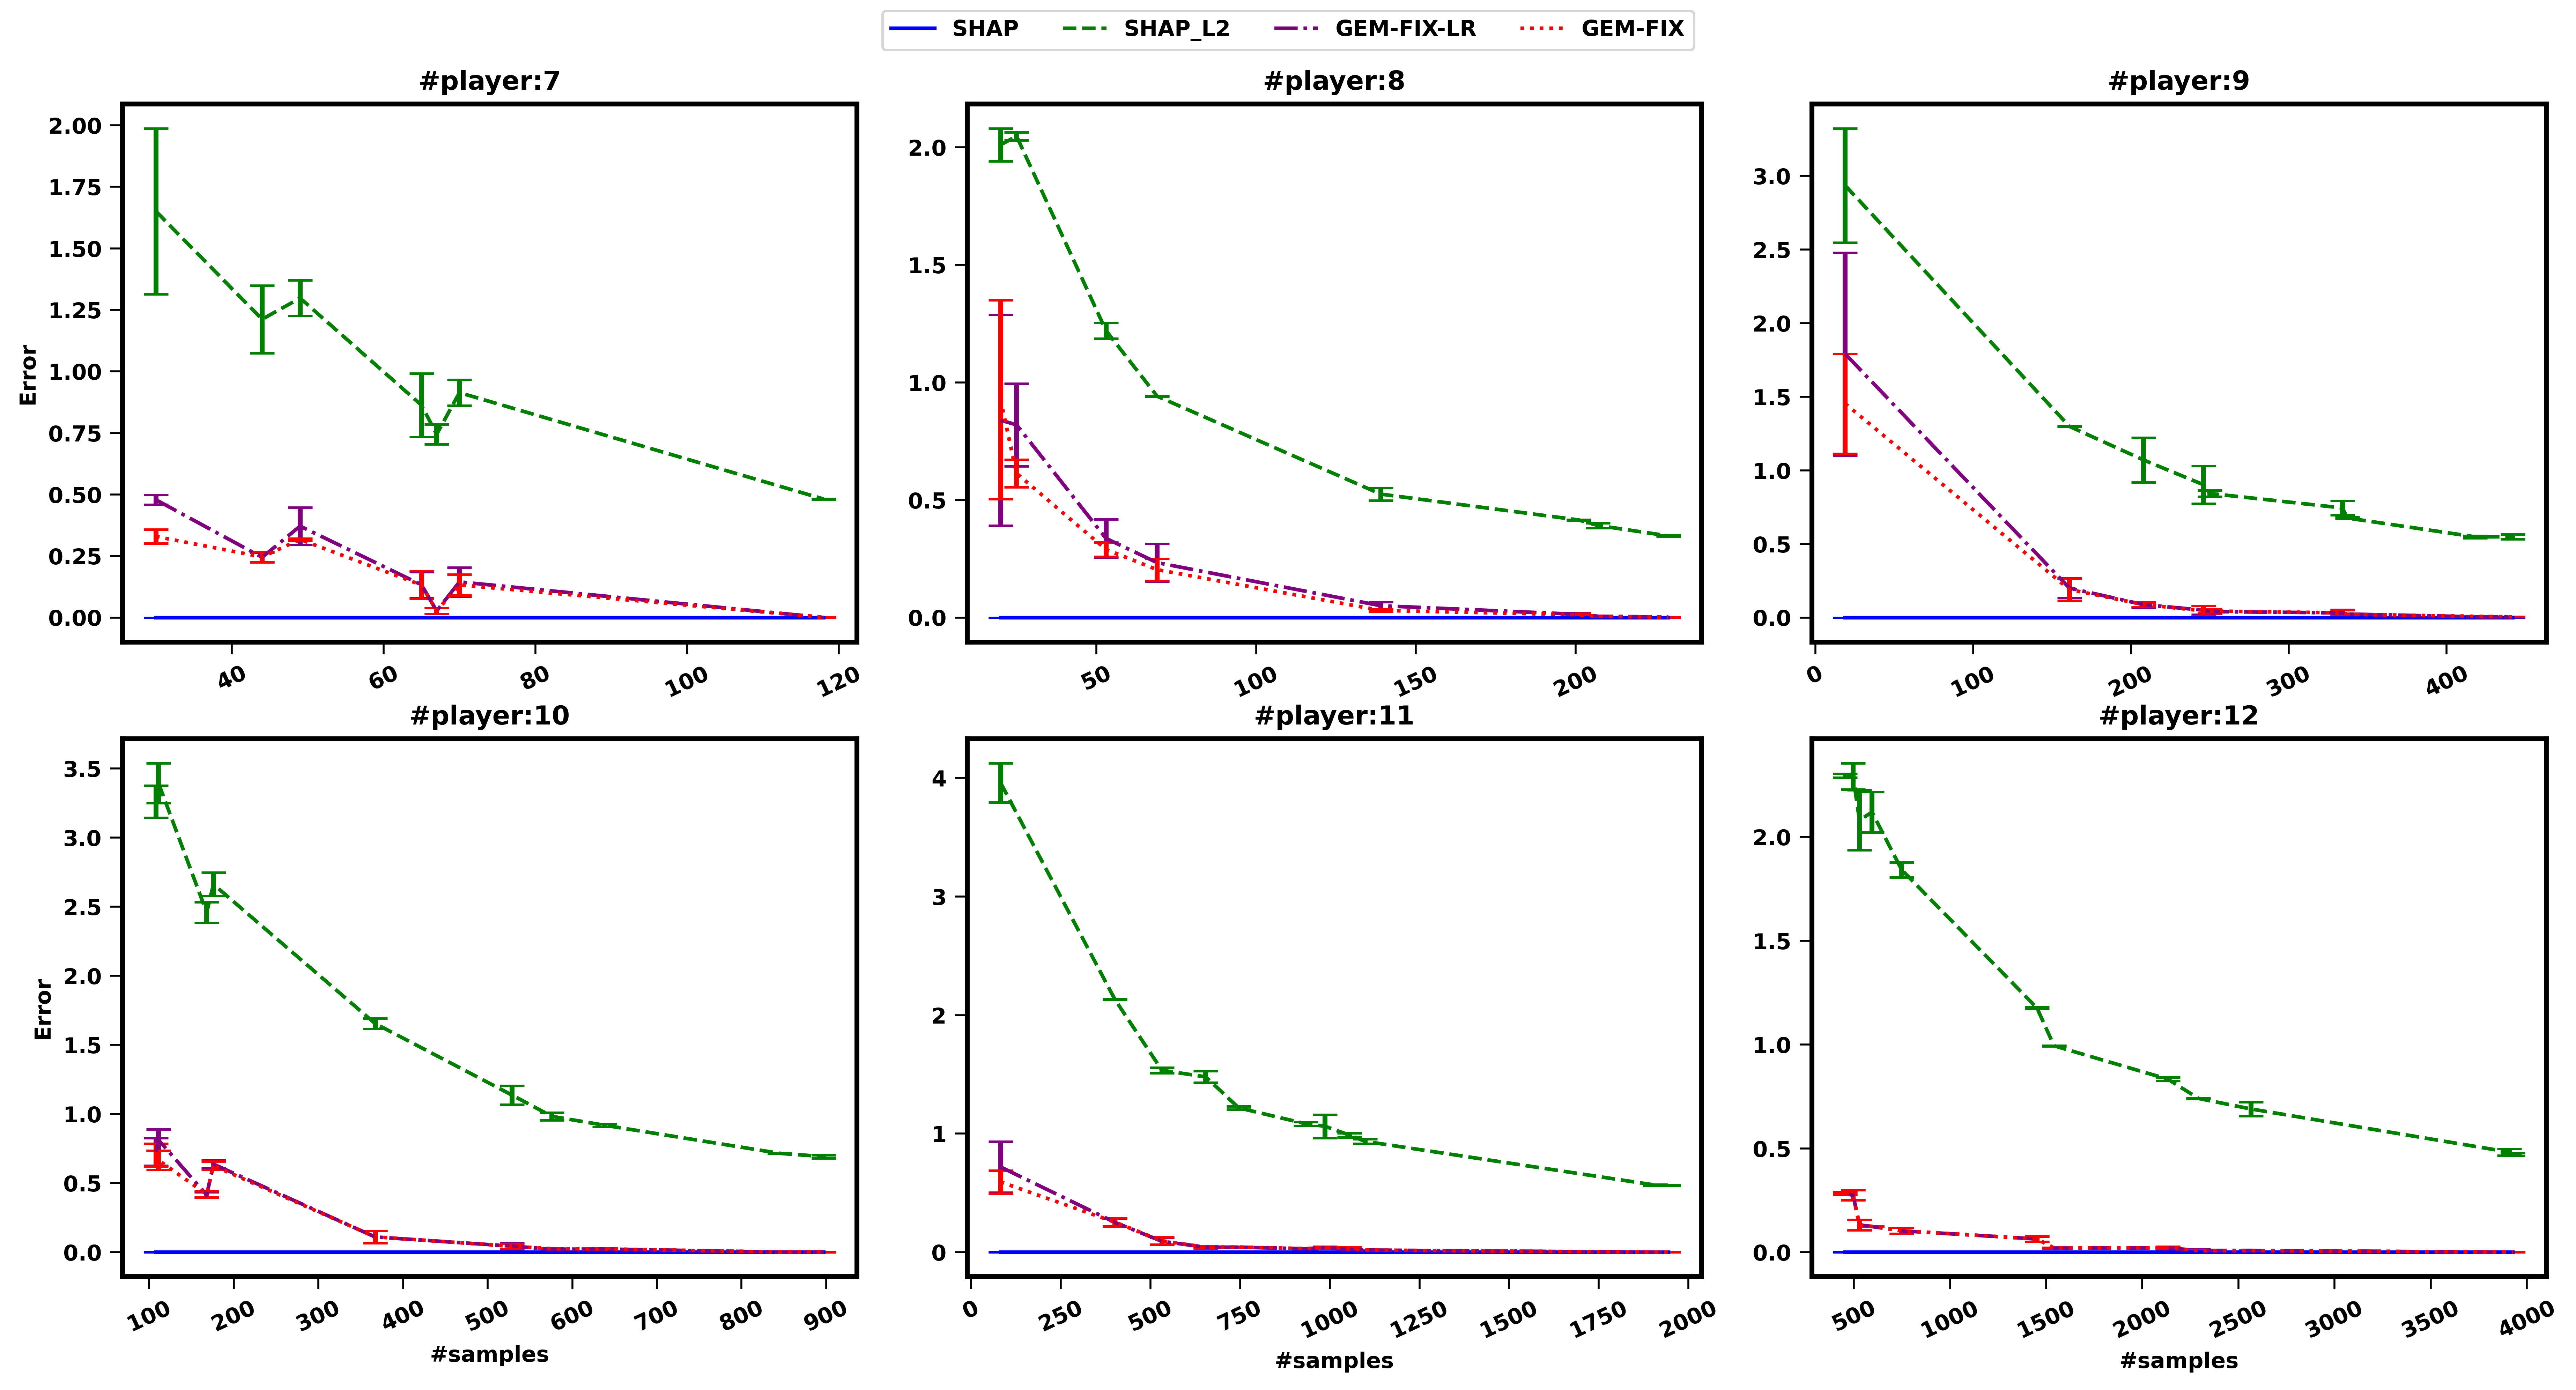 SHAP SHAP_L2 GEM-FIX-LR GEM-FIX
#player:7 #player:8 #player:9
Error
2.00
1.75
1.50
1.25
1.00
0.75
0.50
0.25
0.00
40 60 80 100 120
2.0
1.5
1.0
0.5
0.0
50 100 150 200
3.0
2.5
2.0
1.5
1.0
0.5
0.0
0 100 200 300 400
#player:10 #player:11 #player:12
Error
3.5
3.0
2.5
2.0
1.5
1.0
0.5
0.0
100 200 300 400 500 600 700 800 900
#samples
4
3
2
1
0
0 250 500 750 1000 1250 1500 1750 2000
#samples
2.0
1.5
1.0
0.5
0.0
500 1000 1500 2000 2500 3000 3500 4000
#samples